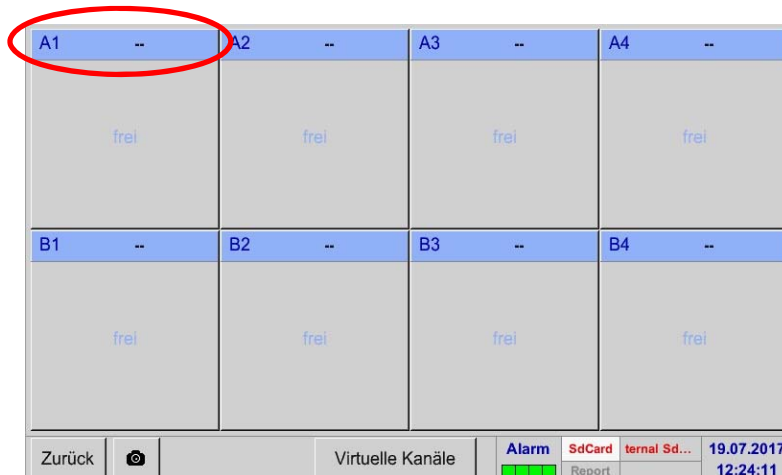 A1 -- A2 -- A3 -- A4 --
frei frei frei frei
B1 -- B2 -- B3 -- B4 --
frei frei frei frei
Zurück Virtuelle Kanäle Alarm SdCard ternal Sd... 19.07.2017
Report 12:24:11